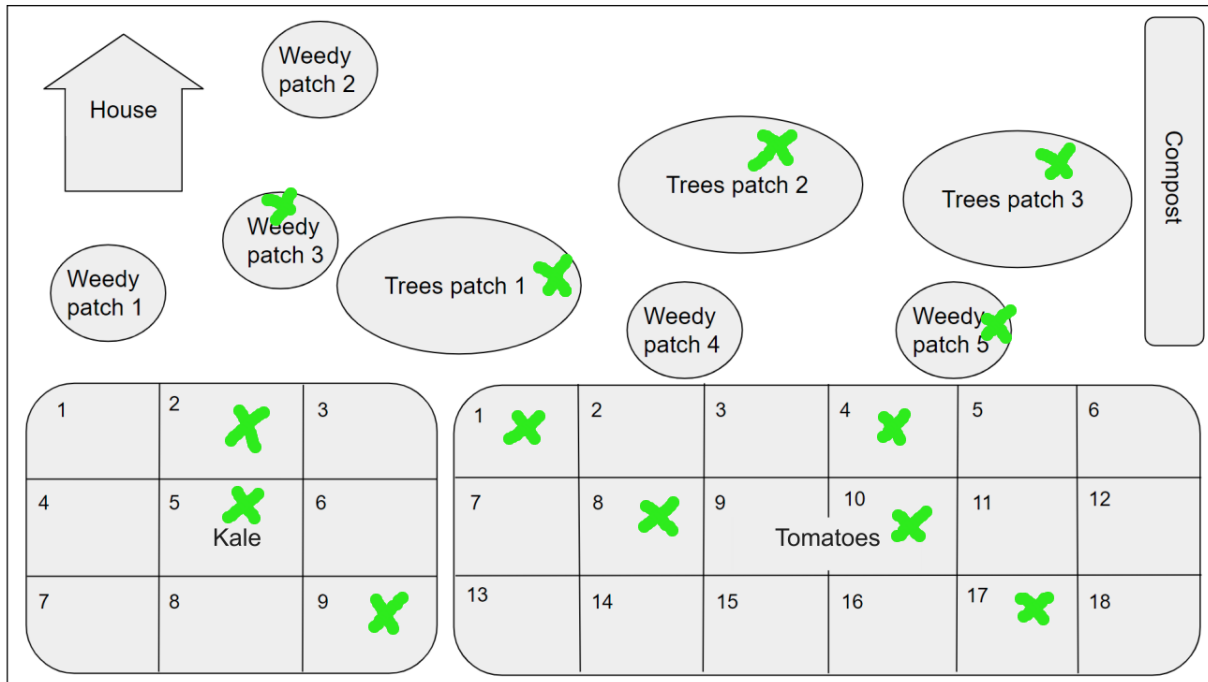 Weedy
patch 2
House
Compost
Trees patch 2
Trees patch 3
Weedy
patch 3
Weedy
patch 1
Trees patch 1
Weedy
patch 4
Weedy
patch 5
1 2 3
4 5 6
Kale
7 8 9
1 2 3 4 5 6
7 8 9 10 11 12
Tomatoes
13 14 15 16 17 18